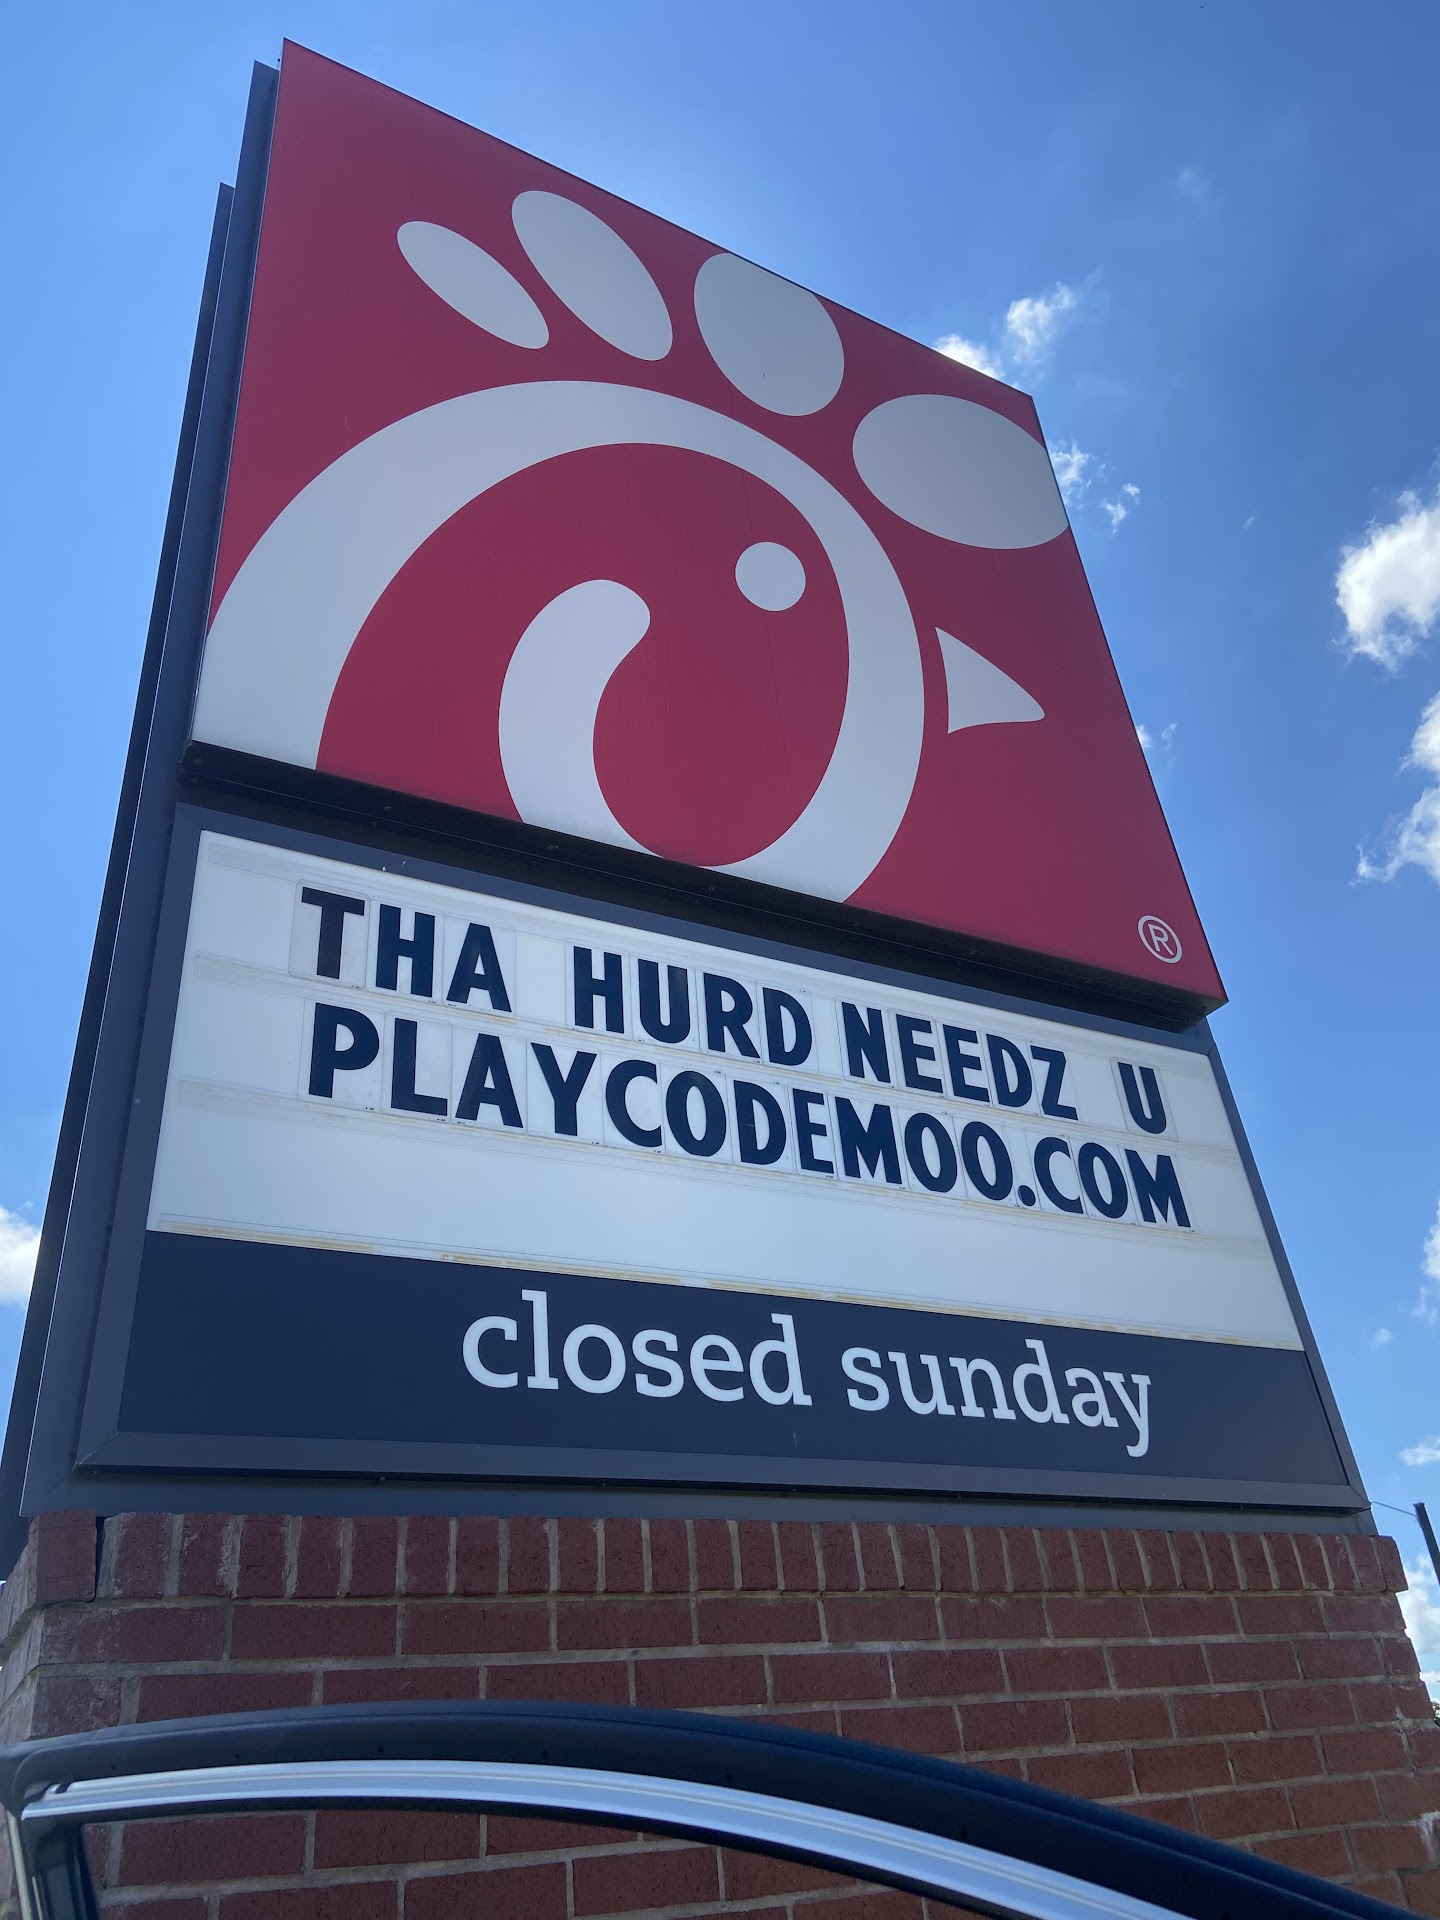 ®
THA HURD NEEDZ U
PLAYCODEMOO.COM
closed sunday